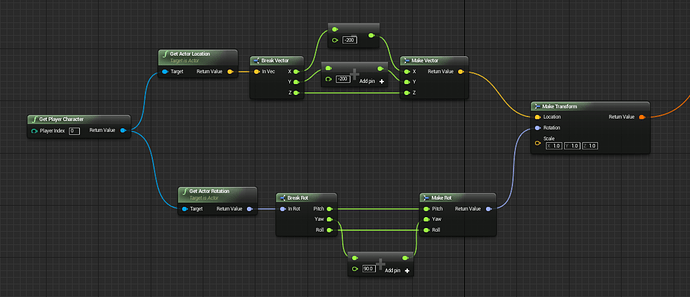 -200
Get Actor Location
Target is Actor
Target Return Value
Break Vector
In Vec X
Y
Z
-200 Add pin
Make Vector
X Return Value
Y
Z
Get Player Character
Player Index 0 Return Value
Make Transform
Location Return Value
Rotation
Scale
X 1.0 Y 1.0 Z 1.0
Get Actor Rotation
Target is Actor
Target Return Value
Break Rot
In Rot Pitch
Yaw
Roll
Make Rot
Pitch Return Value
Yaw
Roll
90.0 Add pin